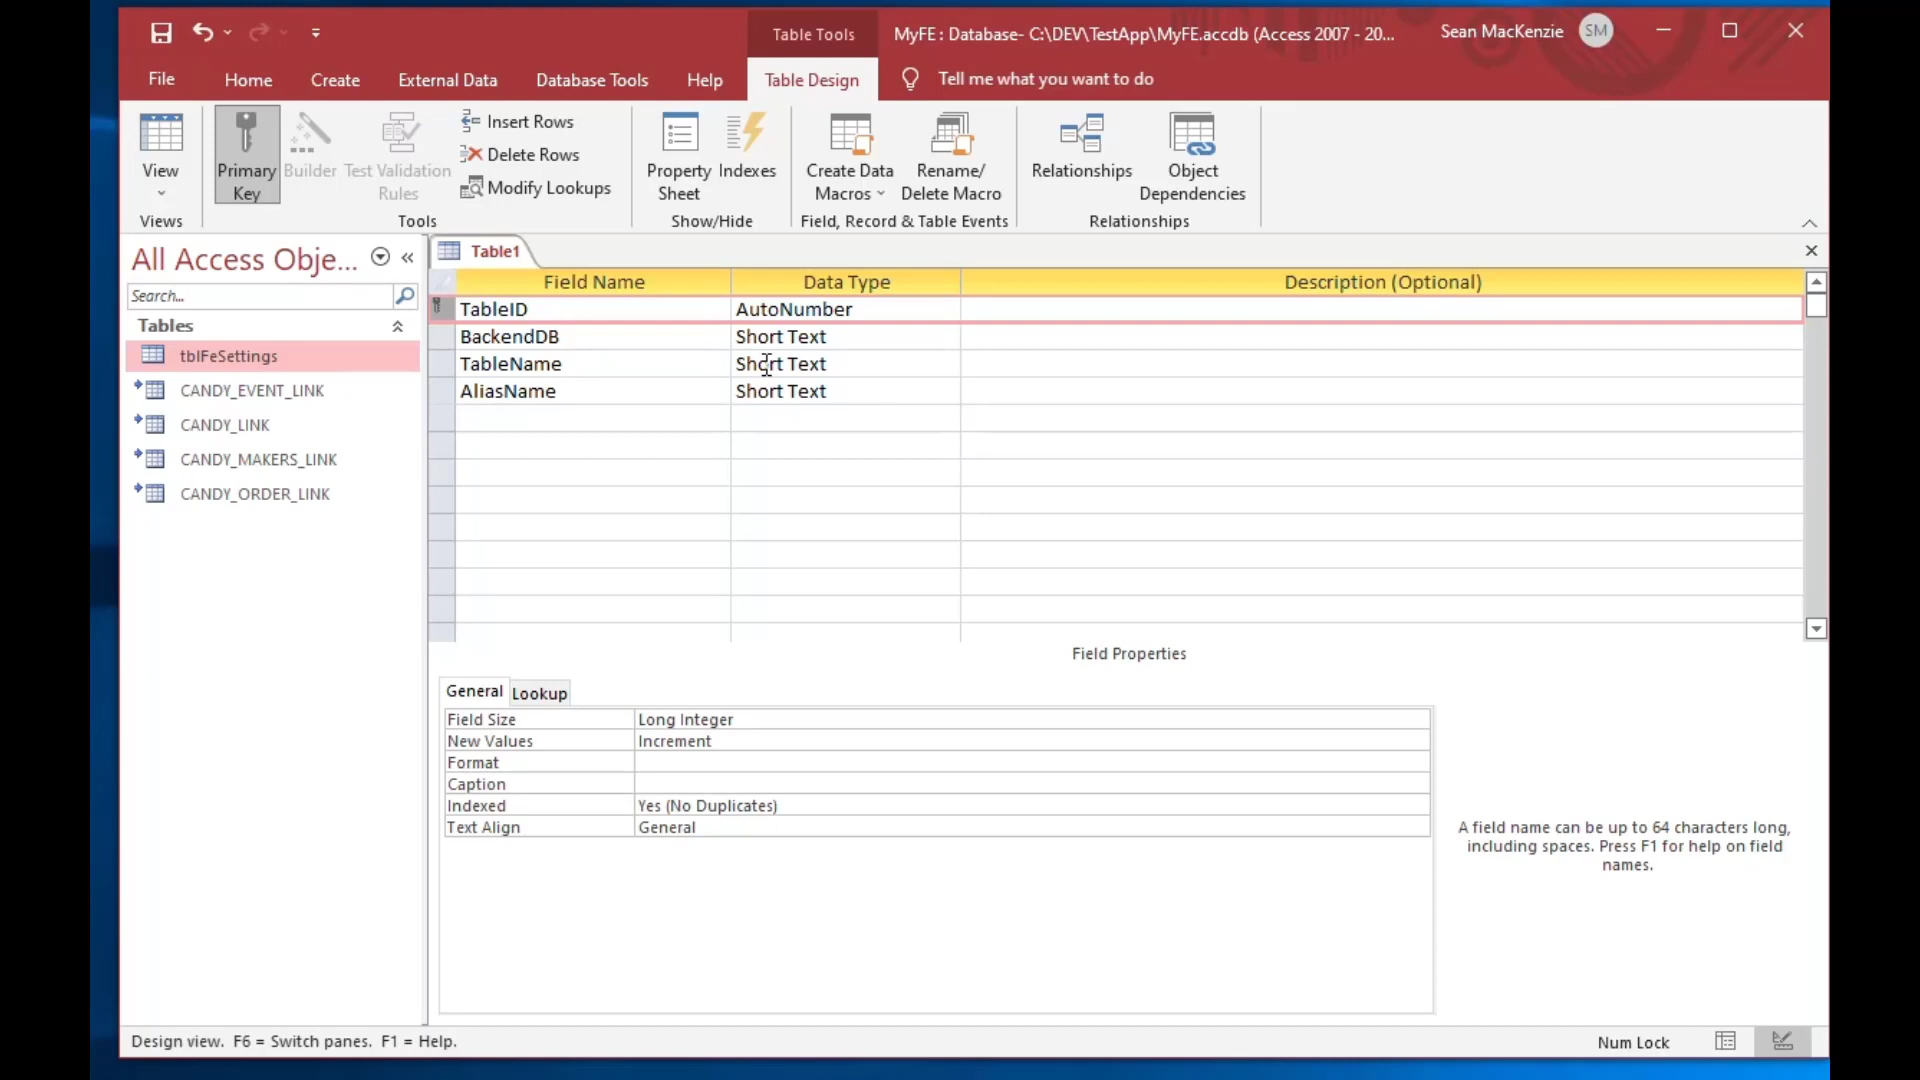 Table Tools
MyFE : Database- C:\DEV\TestApp\MyFE.accdb (Access 2007 - 20...
Sean MacKenzie
SM
File
Home
Create
External Data
Database Tools
Help
Table Design
Tell me what you want to do
View
Primary
Key
Builder
Test Validation
Rules
Insert Rows
Delete Rows
Modify Lookups
Property
Sheet
Indexes
Create Data
Macros
Rename/
Delete Macro
Relationships
Object
Dependencies
Views
Tools
Show/Hide
Field, Record & Table Events
Relationships
All Access Obje...
Search...
Tables
tblFeSettings
CANDY_EVENT_LINK
CANDY_LINK
CANDY_MAKERS_LINK
CANDY_ORDER_LINK
Table1
Field Name
Data Type
Description (Optional)
TableID
AutoNumber
BackendDB
Short Text
TableName
Short Text
AliasName
Short Text
Field Properties
General
Lookup
Field Size
Long Integer
New Values
Increment
Format
Caption
Indexed
Yes (No Duplicates)
Text Align
General
A field name can be up to 64 characters long,
including spaces. Press F1 for help on field
names.
Design view.  F6 = Switch panes.  F1 = Help.
Num Lock